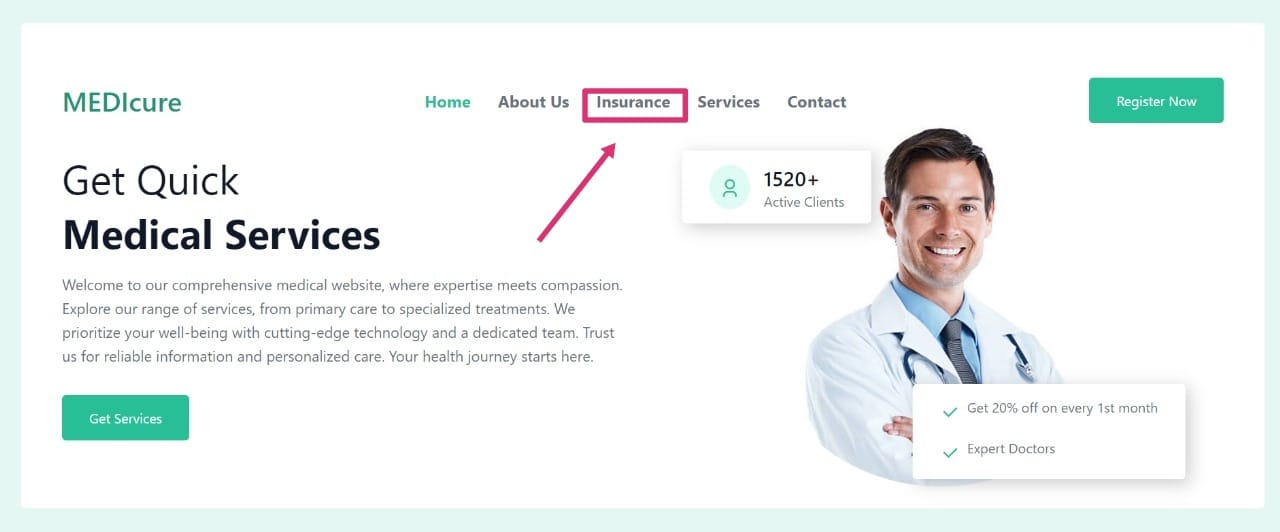 MEDIcure
Home About Us Insurance Services Contact
Register Now
Get Quick
Medical Services
Welcome to our comprehensive medical website, where expertise meets compassion.
Explore our range of services, from primary care to specialized treatments. We
prioritize your well-being with cutting-edge technology and a dedicated team. Trust
us for reliable information and personalized care. Your health journey starts here.
Get Services
1520+
Active Clients
Get 20% off on every 1st month
Expert Doctors